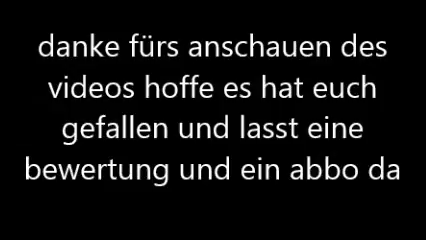 danke fürs anschauen des
videos hoffe es hat euch
gefallen und lasst eine
bewertung und ein abbo da